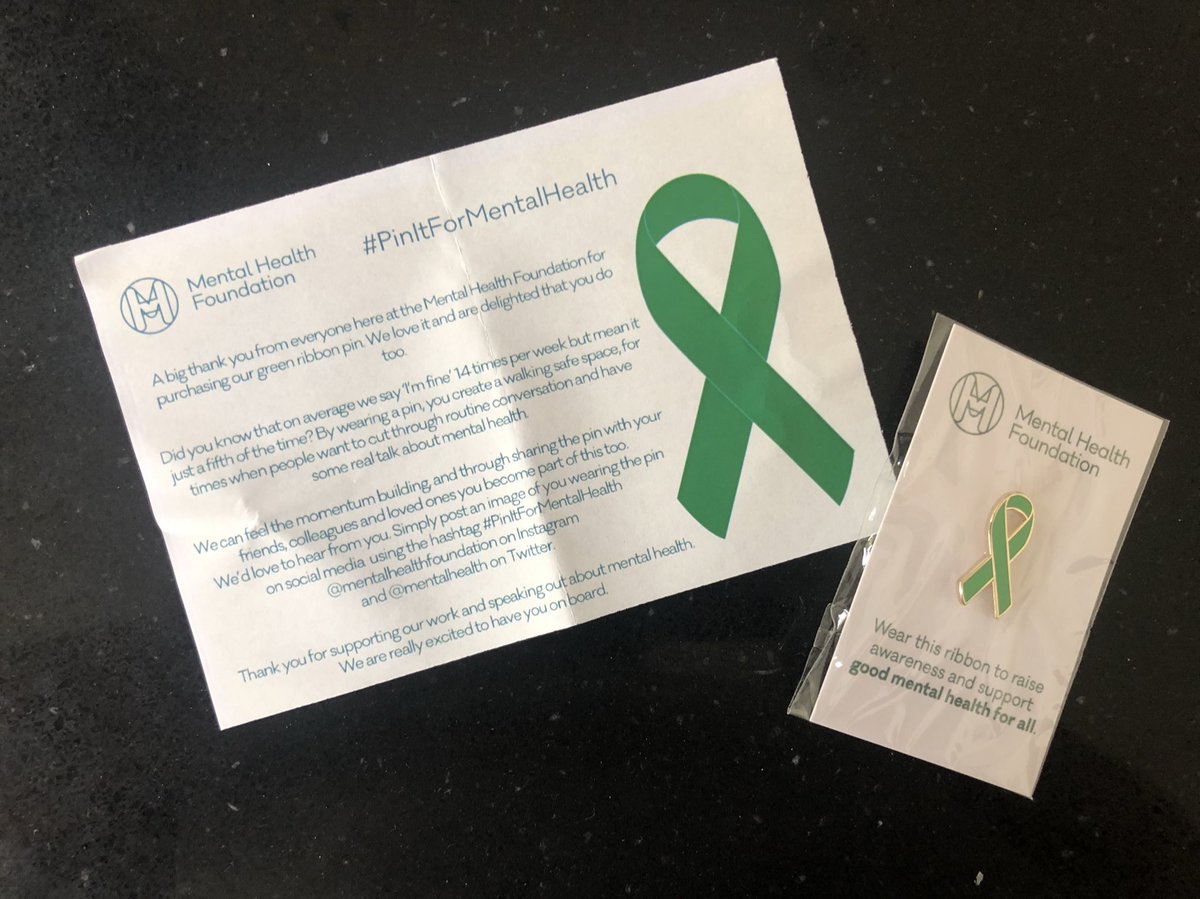 Mental Health
Foundation
#PinItForMentalHealth
A big thank you from everyone here at the Mental Health Foundation for
purchasing our green ribbon pin. We love it and are delighted that you do
too.
Did you know that on average we say 'I'm fine' 14 times per week but mean it
just a fifth of the time? By wearing a pin, you create a walking safe space, for
times when people want to cut through routine conversation and have
some real talk about mental health.
We can feel the momentum building, and through sharing the pin with your
friends, colleagues and loved ones you become part of this too.
We'd love to hear from you. Simply post an image of you wearing the pin
on social media using the hashtag #PinItForMentalHealth
@mentalhealthfoundation on Instagram
and @mentalhealth on Twitter.
Thank you for supporting our work and speaking out about mental health.
We are really excited to have you on board.
Mental Health
Foundation
Wear this ribbon to raise
awareness and support
good mental health for all.